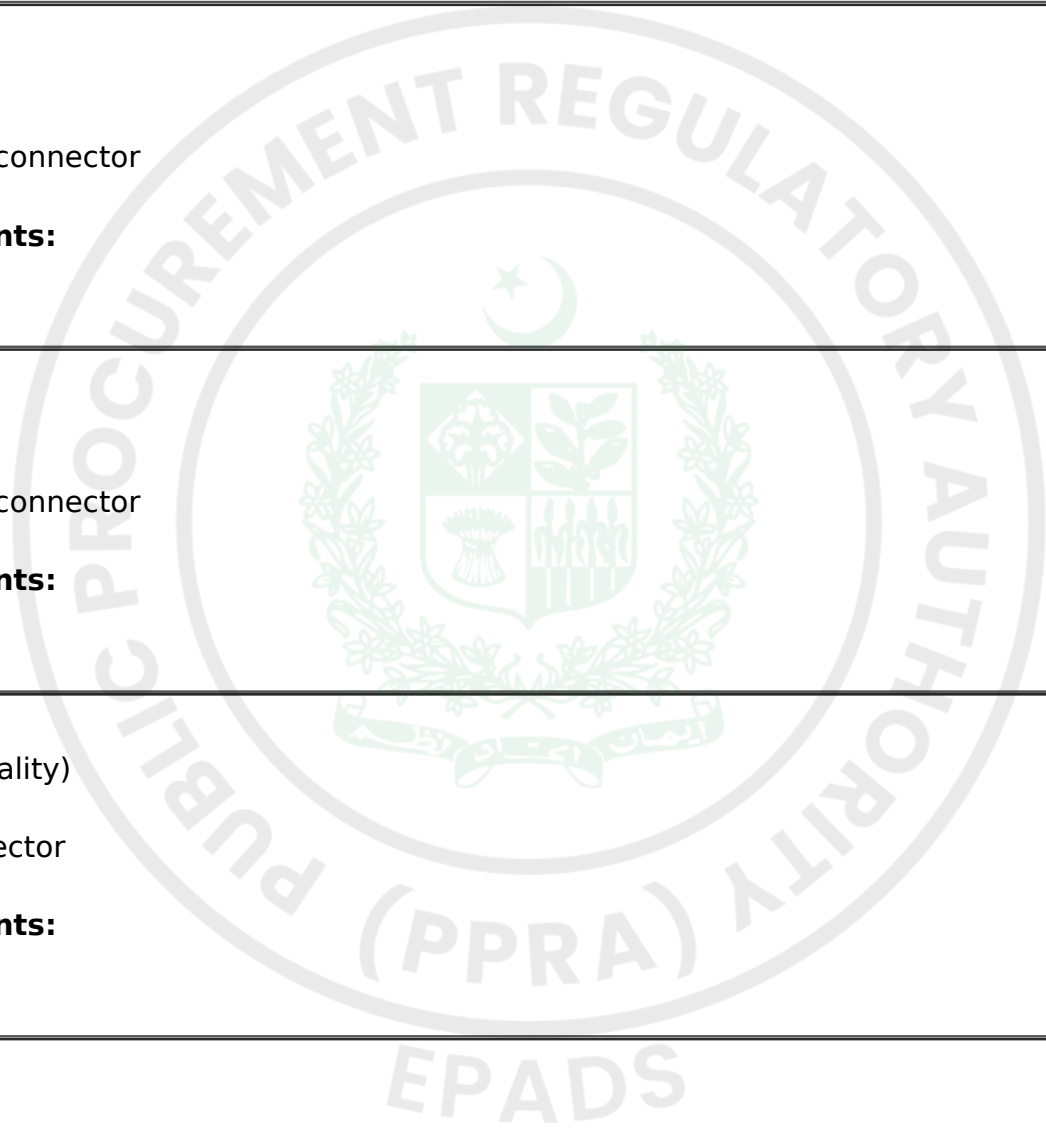 connector
nts:
connector
nts:
ality)
ector
nts:
PUBLIC PROCUREMENT REGULATORY AUTHORITY
(PPRA)
EPADS